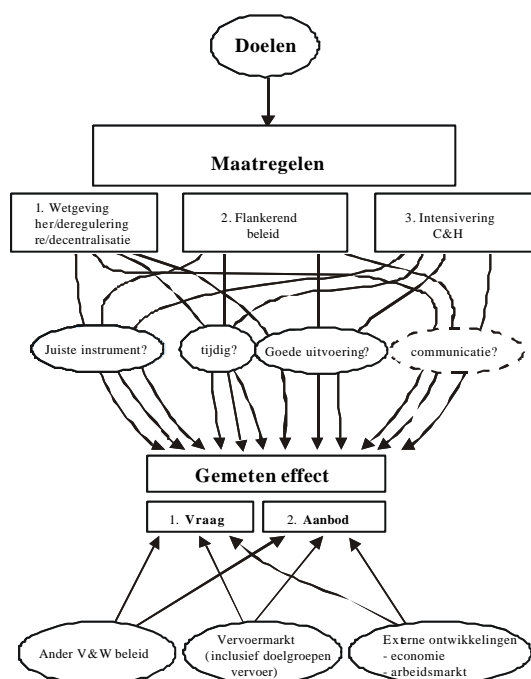 Doelen
Maatregelen
1. Wetgeving
her/deregulering
re/decentralisatie
2. Flankerend
beleid
3. Intensivering
C&H
Juiste instrument?
tijdig?
Goede uitvoering?
communicatie?
Gemeten effect
1. Vraag
2. Aanbod
Ander V&W beleid
Vervoermarkt
(inclusief doelgroepen
vervoer)
Externe ontwikkelingen
- economie
- arbeidsmarkt